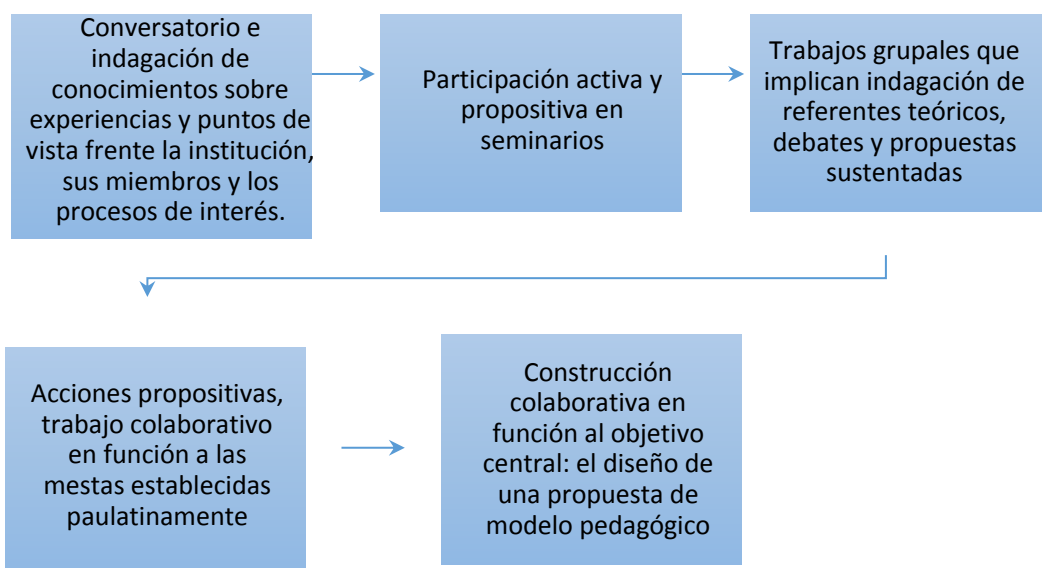 Conversatorio e
indagación de
conocimientos sobre
experiencias y puntos de
vista frente la institución,
sus miembros y los
procesos de interés.
Participación activa y
propositiva en
seminarios
Trabajos grupales que
implican indagación de
referentes teóricos,
debates y propuestas
sustentadas
Acciones propositivas,
trabajo colaborativo
en función a las
mestas establecidas
paulatinamente
Construcción
colaborativa en
función al objetivo
central: el diseño de
una propuesta de
modelo pedagógico